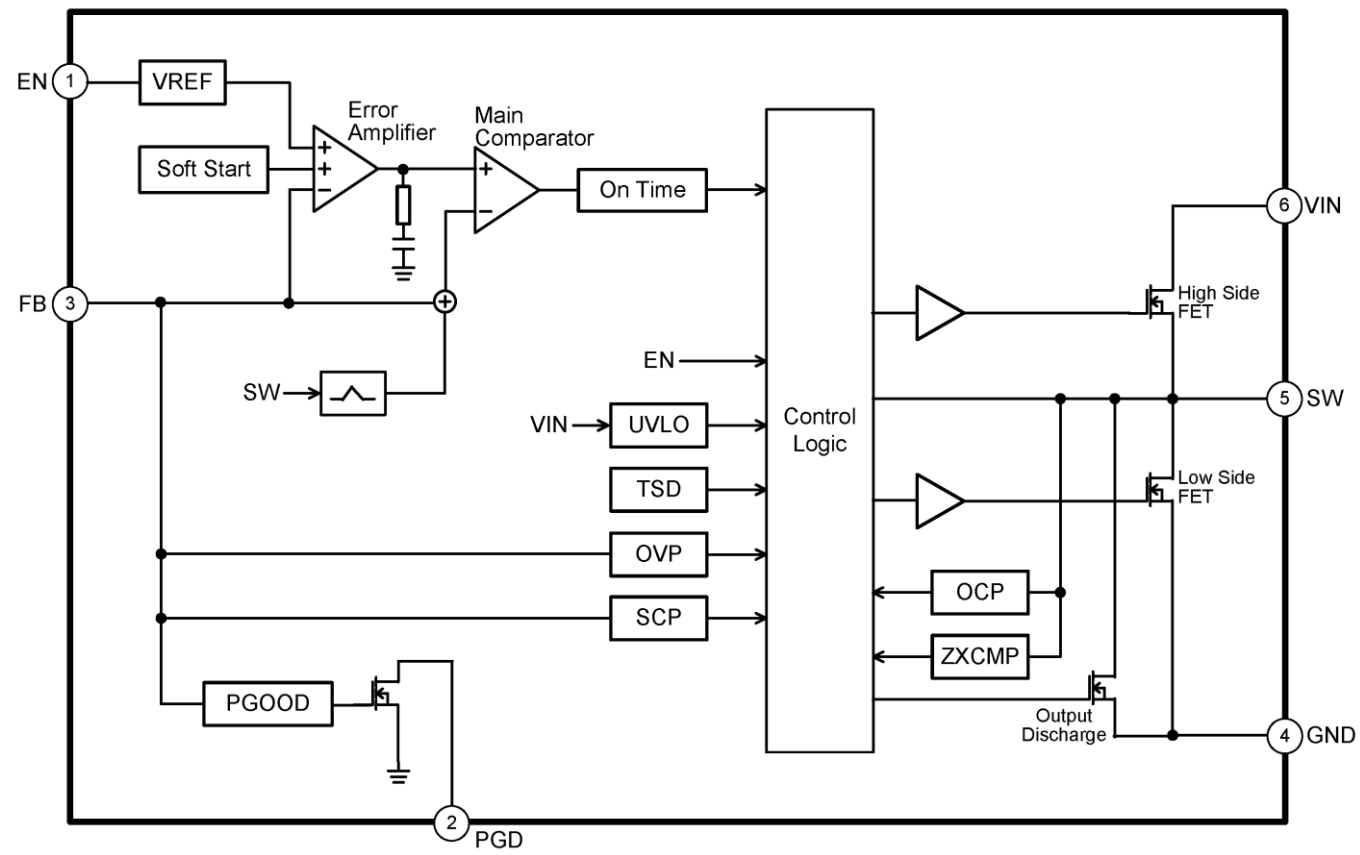 EN 1
VREF
Error
Amplifier
Main
Comparator
+
+
−
Soft Start
+
−
On Time
6 VIN
FB 3
+
High Side
FET
EN
SW
Control
Logic
5 SW
VIN
UVLO
TSD
Low Side
FET
OVP
OCP
SCP
ZXCMP
PGOOD
Output
Discharge
4 GND
2
PGD